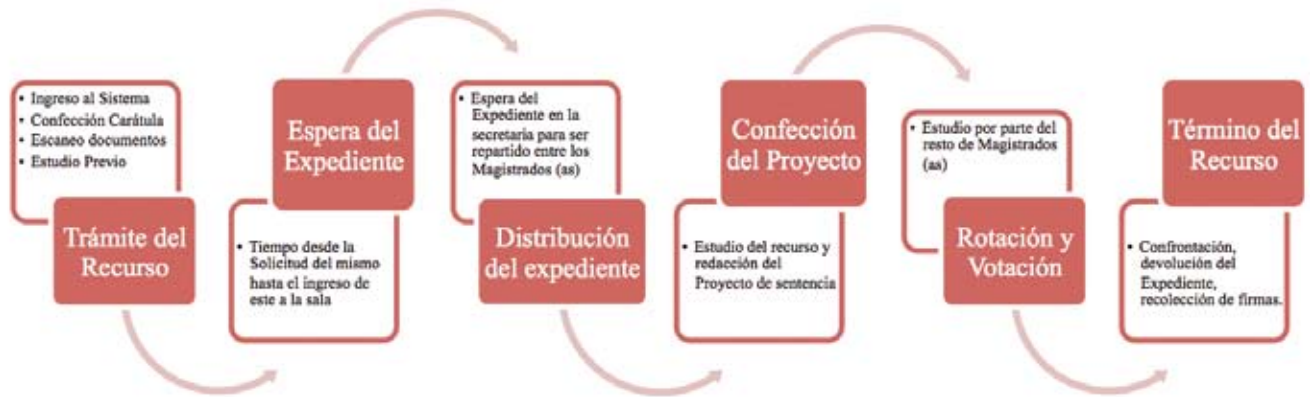 • Ingreso al Sistema
• Confección Carátula
• Escaneo documentos
• Estudio Previo
Trámite del
Recurso
Espera del
Expediente
• Tiempo desde la
Solicitud del mismo
hasta el ingreso de
este a la sala
• Espera del
Expediente en la
secretaria para ser
repartido entre los
Magistrados (as)
Distribución
del expediente
Confección
del Proyecto
• Estudio del recurso y
redacción del
Proyecto de sentencia
• Estudio por parte del
resto de Magistrados
(as)
Rotación y
Votación
Término del
Recurso
• Confrontación,
devolución del
Expediente,
recolección de firmas.